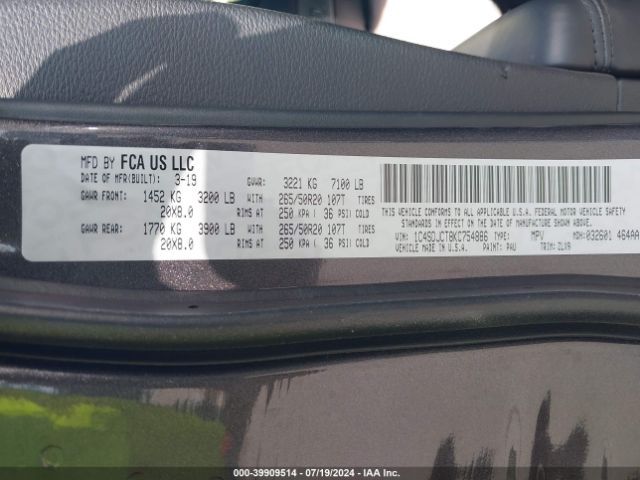 MFD BY FCA US LLC
DATE OF MFR(BUILT): 3-19 GVWR: 3221 KG 7100 LB
GAWR FRONT: 1452 KG 3200 LB WITH 265/50R20 107T TIRES
20X8.0 RIMS AT 250 KPA ( 36 PSI) COLD
GAWR REAR: 1770 KG 3900 LB WITH 265/50R20 107T TIRES
20X8.0 RIMS AT 250 KPA ( 36 PSI) COLD
THIS VEHICLE CONFORMS TO ALL APPLICABLE U.S.A. FEDERAL MOTOR VEHICLE
SAFETY STANDARDS IN EFFECT ON THE DATE OF MANUFACTURE SHOWN ABOVE.
VIN: 1C4SDJCT8KC754886 TYPE: MPV MDH: 032601 464AA
VEHICLE MADE IN U.S.A. PAINT: PAU TRIM: ZLX9
000-39909514 / 07/19/2024 - IAA Inc.